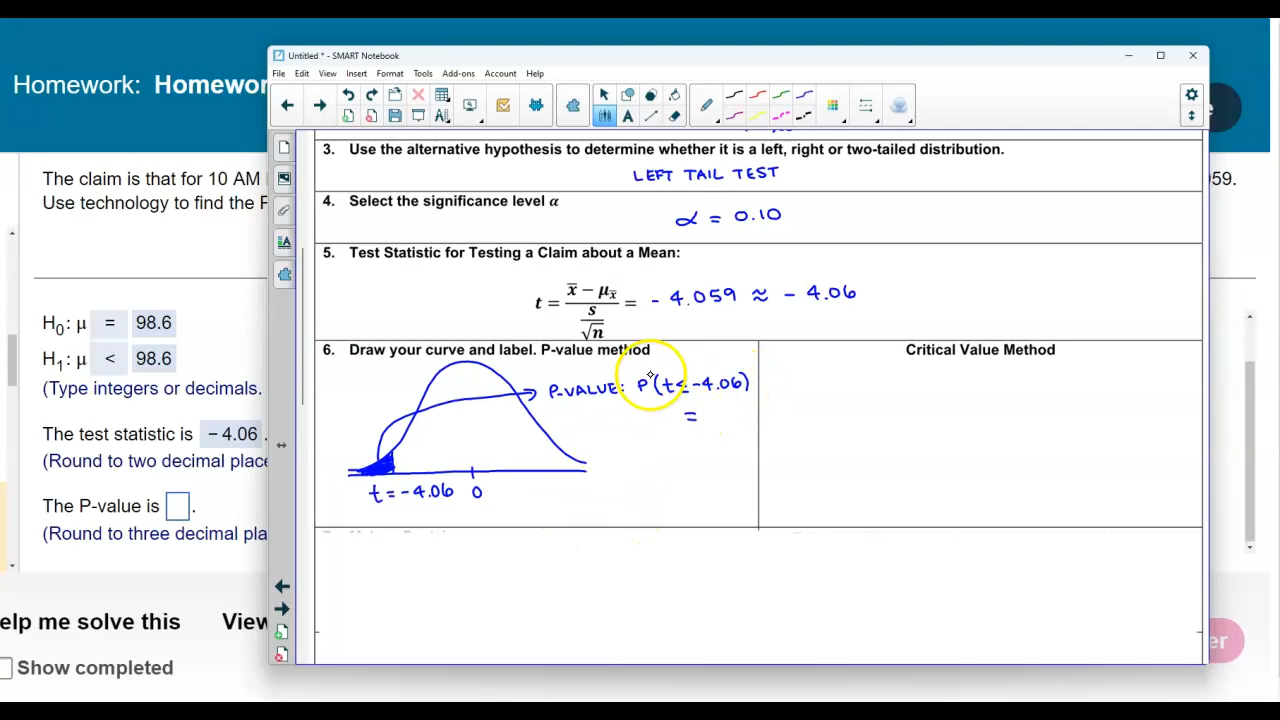 Untitled * - SMART Notebook
Homework: Homewor
File Edit View Insert Format Tools Add-ons Account Help
3. Use the alternative hypothesis to determine whether it is a left, right or two-tailed distribution.
LEFT TAIL TEST
The claim is that for 10 AM
959.
Use technology to find the P
4. Select the significance level α
α = 0.10
5. Test Statistic for Testing a Claim about a Mean:
t = x̄ − μx̄ / s/√n = - 4.059 ≈ - 4.06
H0: μ = 98.6
H1: μ < 98.6
(Type integers or decimals.
6. Draw your curve and label. P-value method
Critical Value Method
P-VALUE: P(t≤-4.06)
=
t = -4.06 0
The test statistic is − 4.06 .
(Round to two decimal place
The P-value is .
(Round to three decimal pla
elp me solve this View
er
Show completed